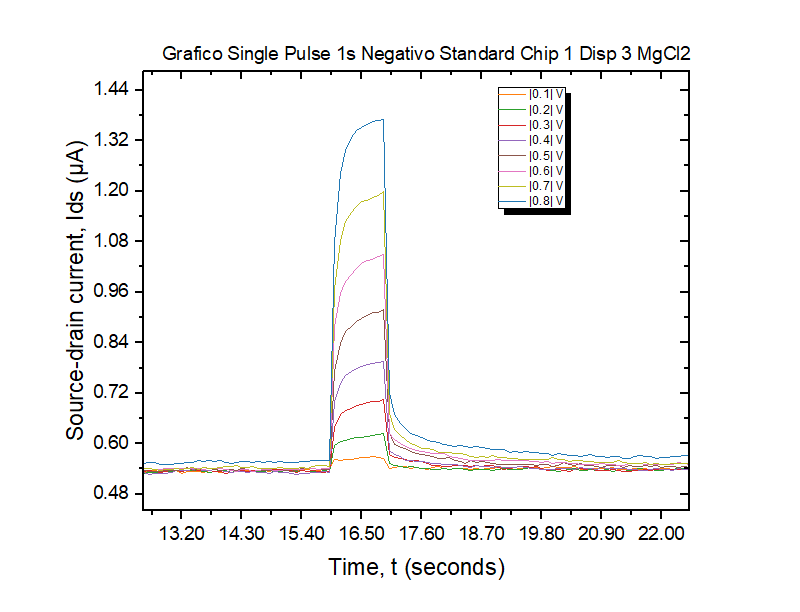 Grafico Single Pulse 1s Negativo Standard Chip 1 Disp 3 MgCl2
1.44
1.32
1.20
1.08
0.96
0.84
0.72
0.60
0.48
Source-drain current, Ids (µA)
|0.1| V
|0.2| V
|0.3| V
|0.4| V
|0.5| V
|0.6| V
|0.7| V
|0.8| V
13.20 14.30 15.40 16.50 17.60 18.70 19.80 20.90 22.00
Time, t (seconds)